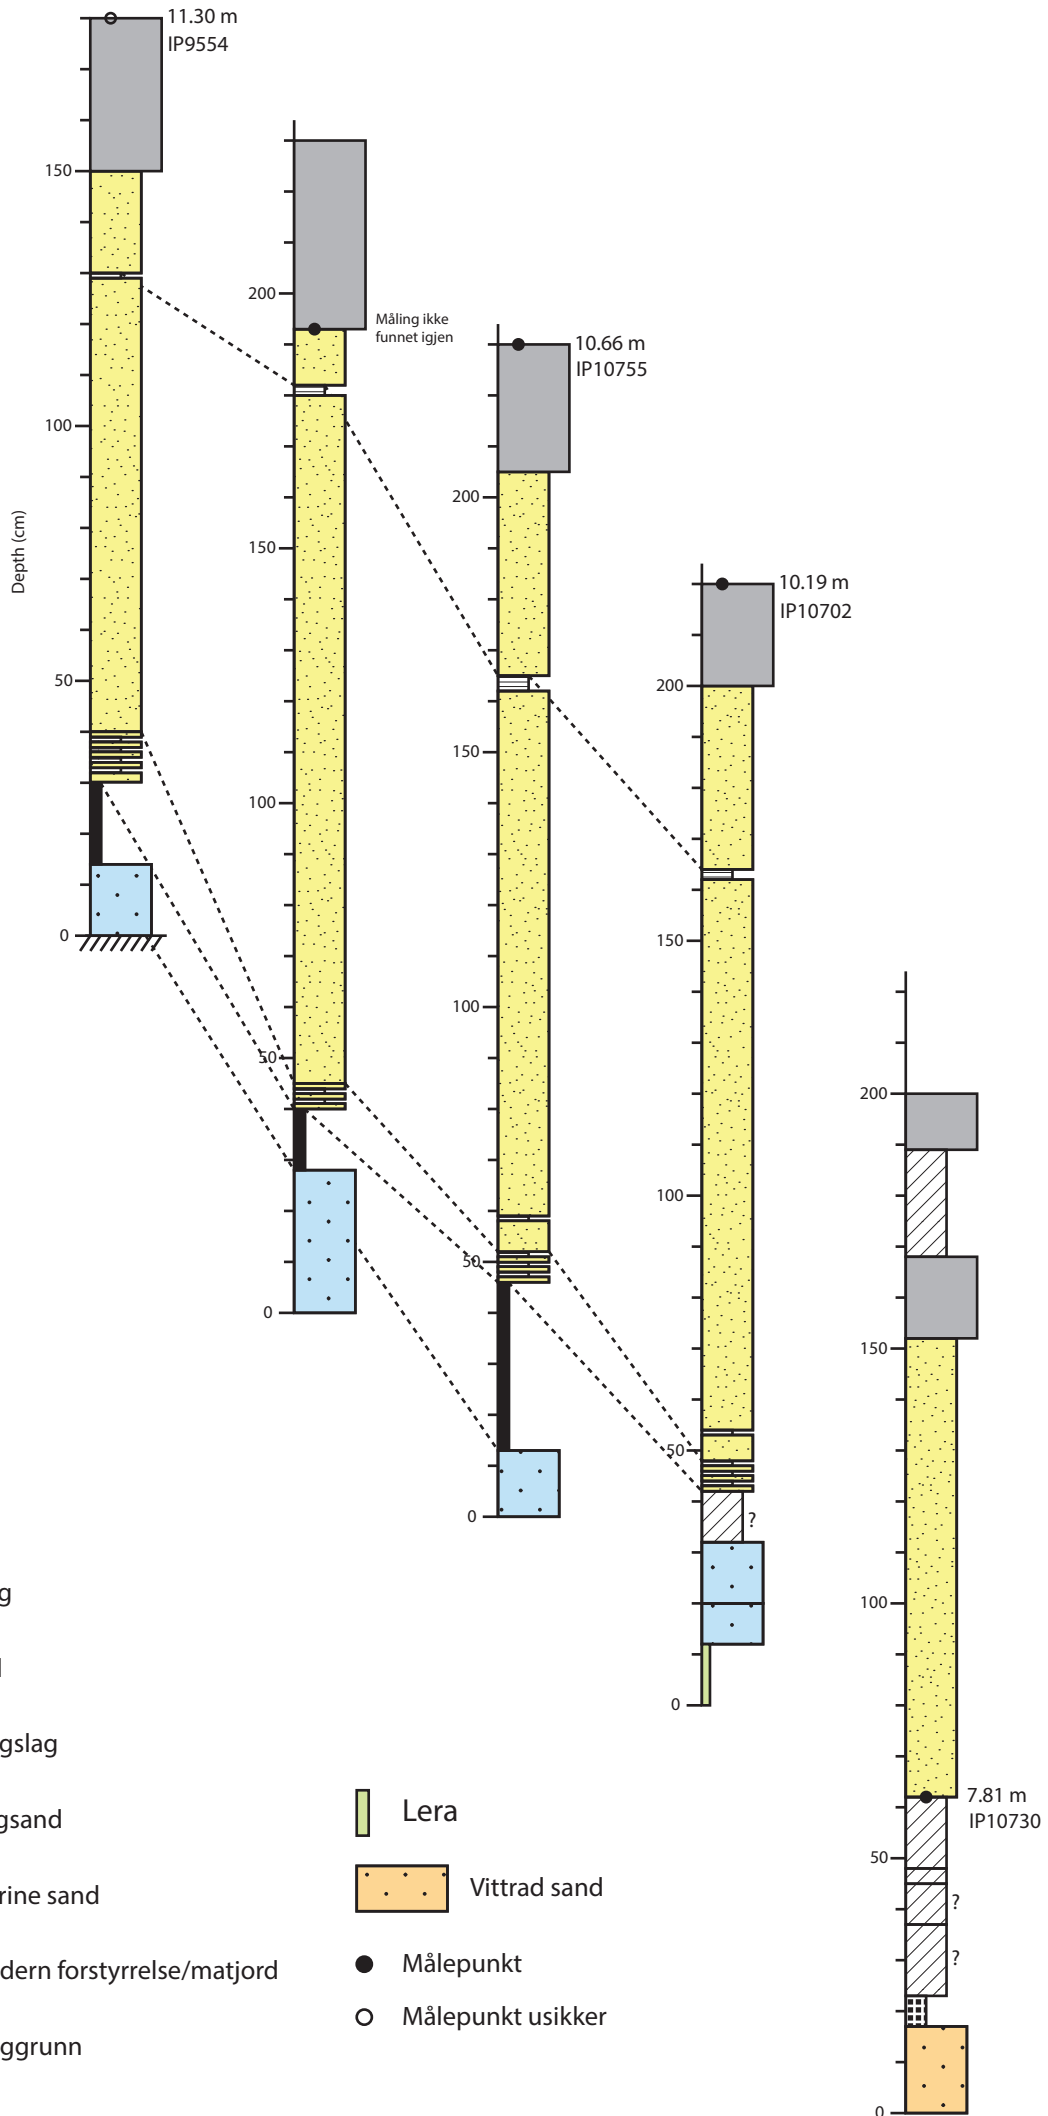 11.30 m
IP9554
150
100
50
0
Depth (cm)
200
150
100
50
0
Måling ikke
funnet igjen
10.66 m
IP10755
200
150
100
50
0
10.19 m
IP10702
200
150
100
50
0
?
200
150
100
50
0
7.81 m
IP10730
?
?
g
gslag
gsand
rine sand
dern forstyrrelse/matjord
ggrunn
Lera
Vittrad sand
Målepunkt
Målepunkt usikker